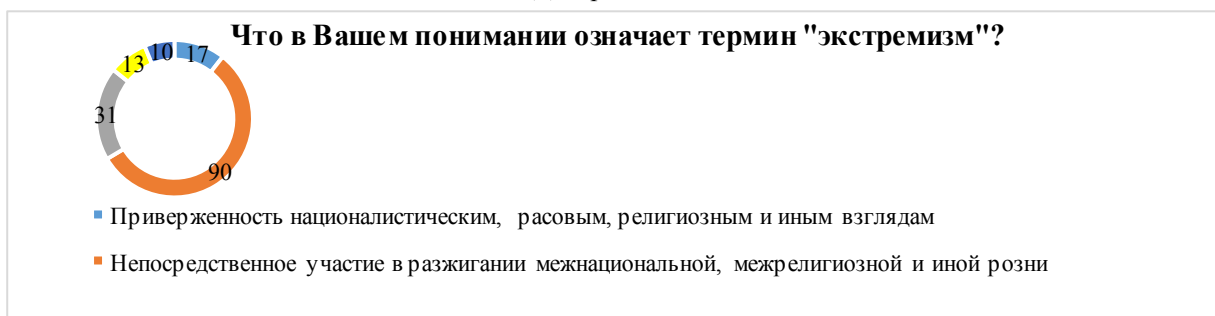 Что в Вашем понимании означает термин "экстремизм"?
10 17
13
31
90
Приверженность националистическим, расовым, религиозным и иным взглядам
Непосредственное участие в разжигании межнациональной, межрелигиозной и иной розни